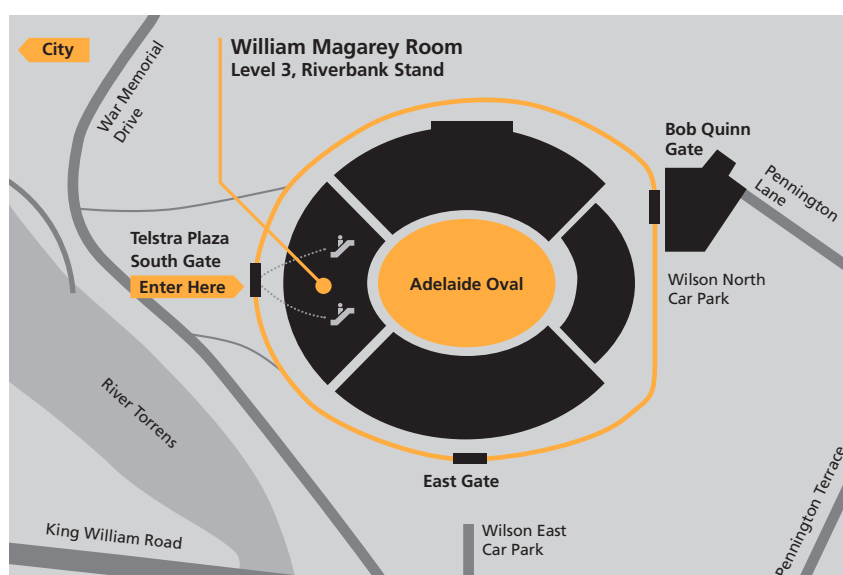 City
War Memorial
Drive
William Magarey Room
Level 3, Riverbank Stand
Bob Quinn
Gate
Pennington
Lane
Telstra Plaza
South Gate
Enter Here
Adelaide Oval
Wilson North
Car Park
River Torrens
East Gate
King William Road
Wilson East
Car Park
Pennington Terrace